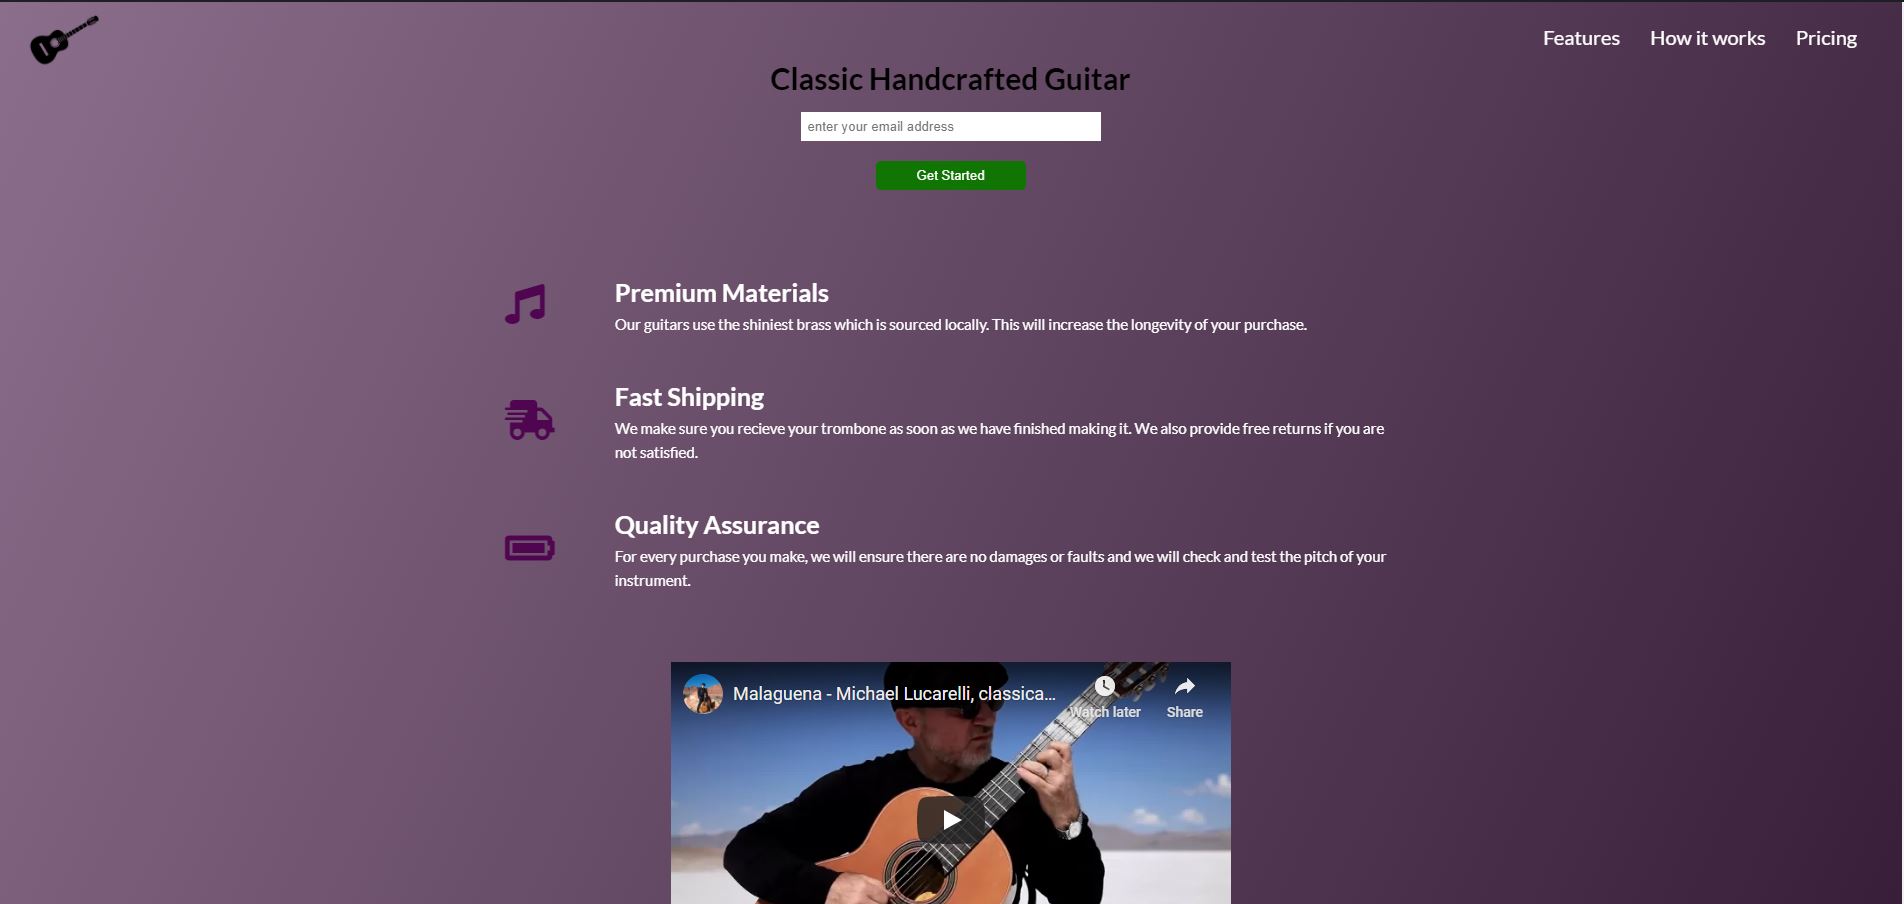 Features How it works Pricing
Classic Handcrafted Guitar
enter your email address
Get Started
Premium Materials
Our guitars use the shiniest brass which is sourced locally. This will increase the longevity of your purchase.
Fast Shipping
We make sure you recieve your trombone as soon as we have finished making it. We also provide free returns if you are
not satisfied.
Quality Assurance
For every purchase you make, we will ensure there are no damages or faults and we will check and test the pitch of your
instrument.
Malaguena - Michael Lucarelli, classica...
Watch later Share